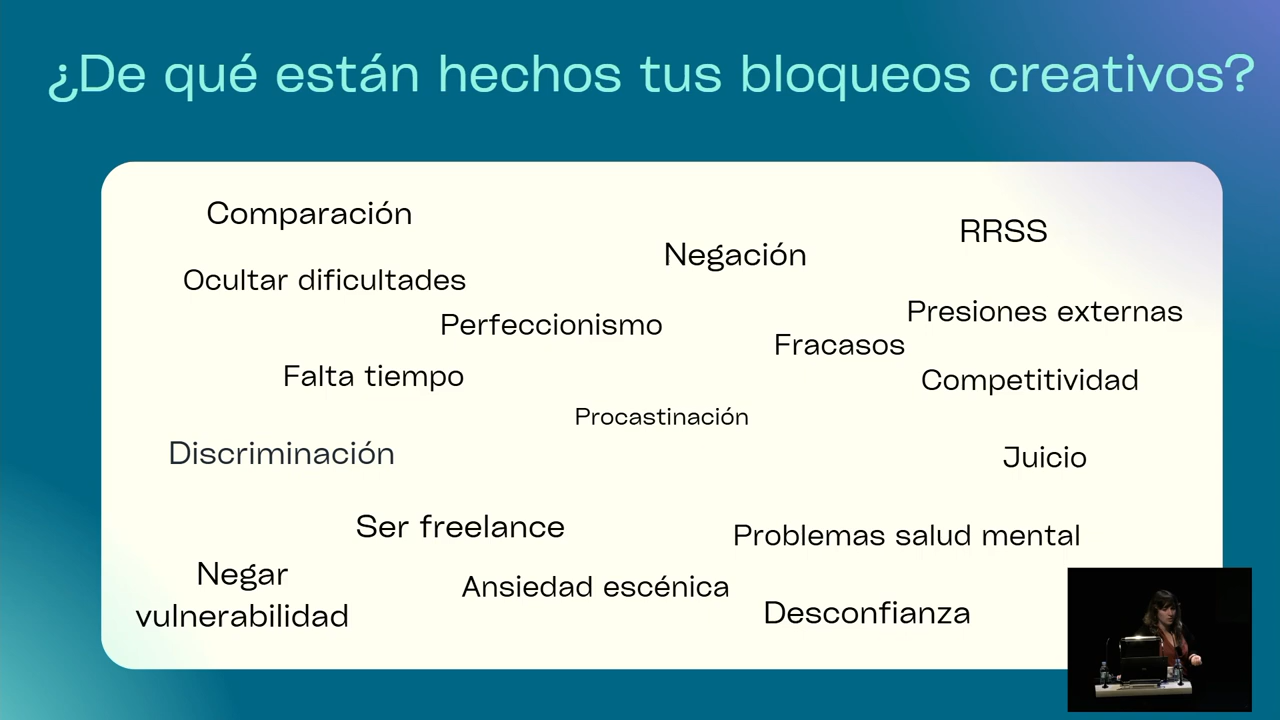 ¿De qué están hechos tus bloqueos creativos?
Comparación
RRSS
Negación
Ocultar dificultades
Presiones externas
Perfeccionismo
Fracasos
Falta tiempo
Competitividad
Procastinación
Discriminación
Juicio
Ser freelance
Problemas salud mental
Negar
vulnerabilidad
Ansiedad escénica
Desconfianza